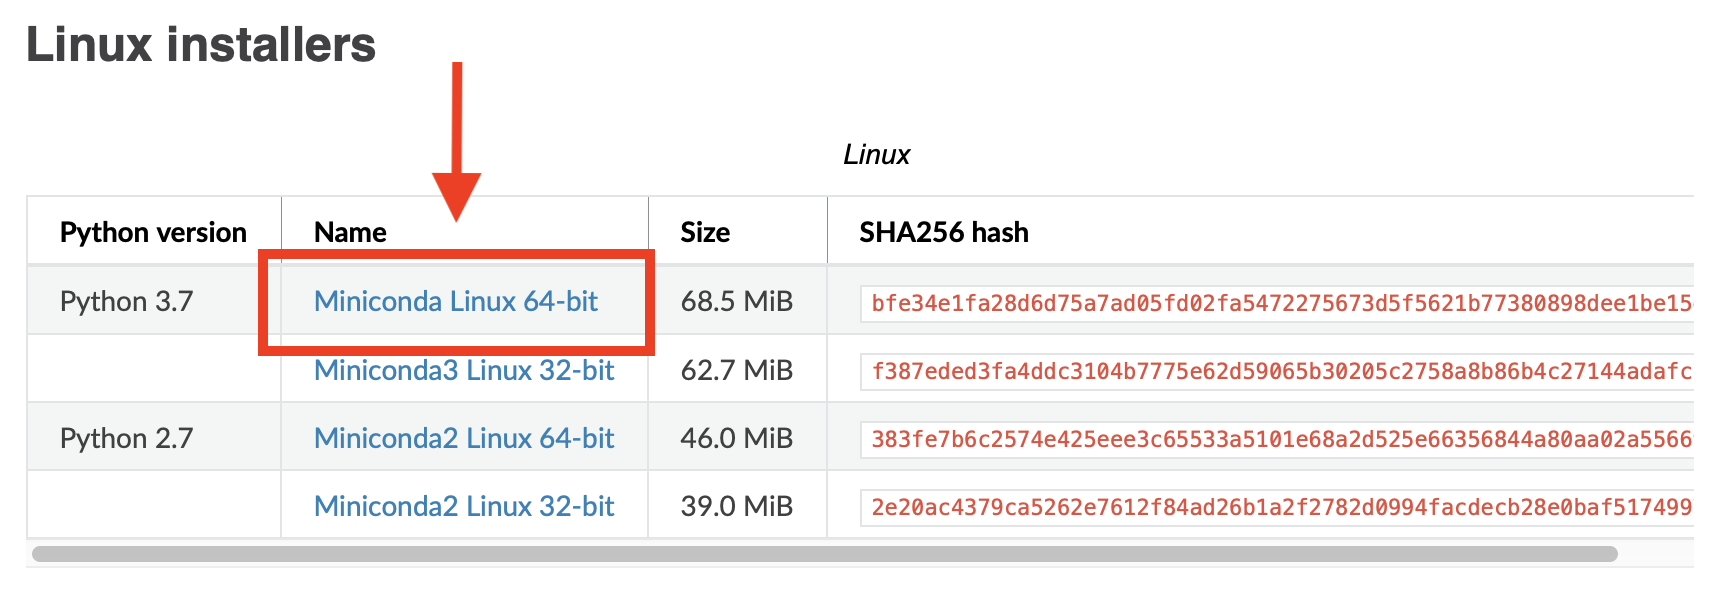 Linux installers
Linux
Python version Name Size SHA256 hash
Python 3.7 Miniconda Linux 64-bit 68.5 MiB bfe34e1fa28d6d75a7ad05fd02fa5472275673d5f5621b77380898dee1be15
Miniconda3 Linux 32-bit 62.7 MiB f387eded3fa4ddc3104b7775e62d59065b30205c2758a8b86b4c27144adafc
Python 2.7 Miniconda2 Linux 64-bit 46.0 MiB 383fe7b6c2574e425eee3c65533a5101e68a2d525e66356844a80aa02a5566
Miniconda2 Linux 32-bit 39.0 MiB 2e20ac4379ca5262e7612f84ad26b1a2f2782d0994facdecb28e0baf517499